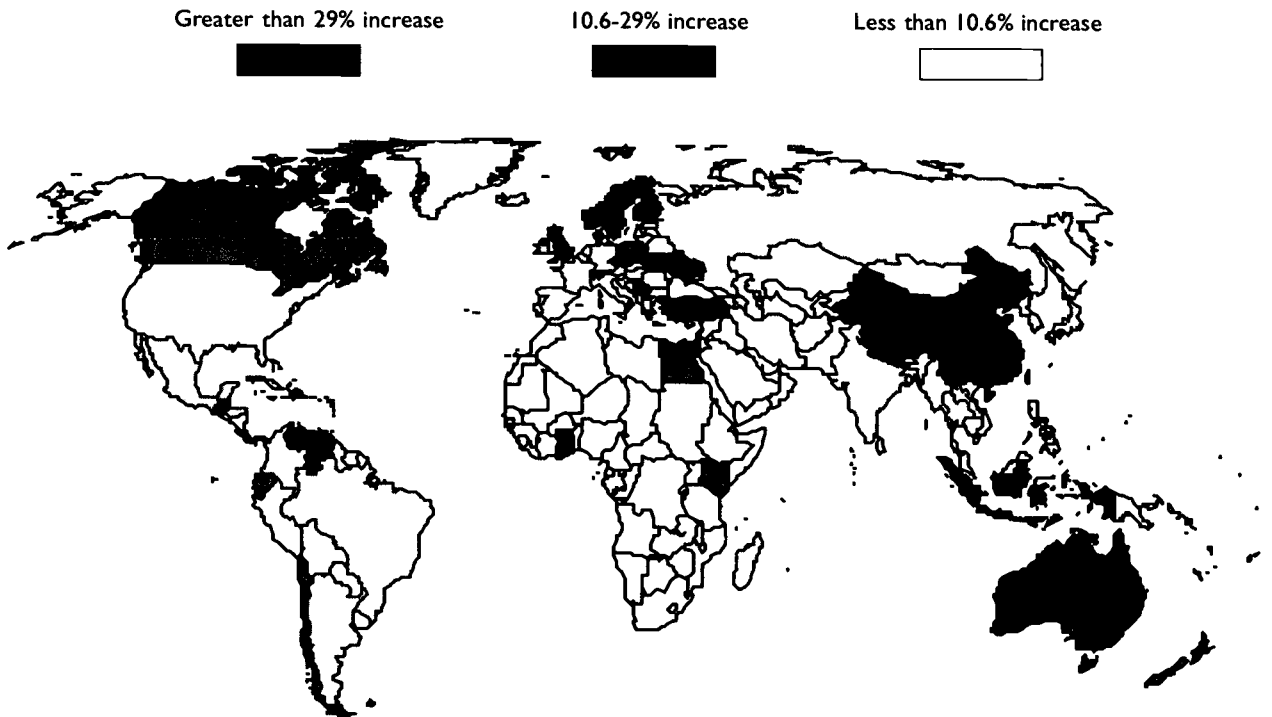 Greater than 29% increase
10.6-29% increase
Less than 10.6% increase